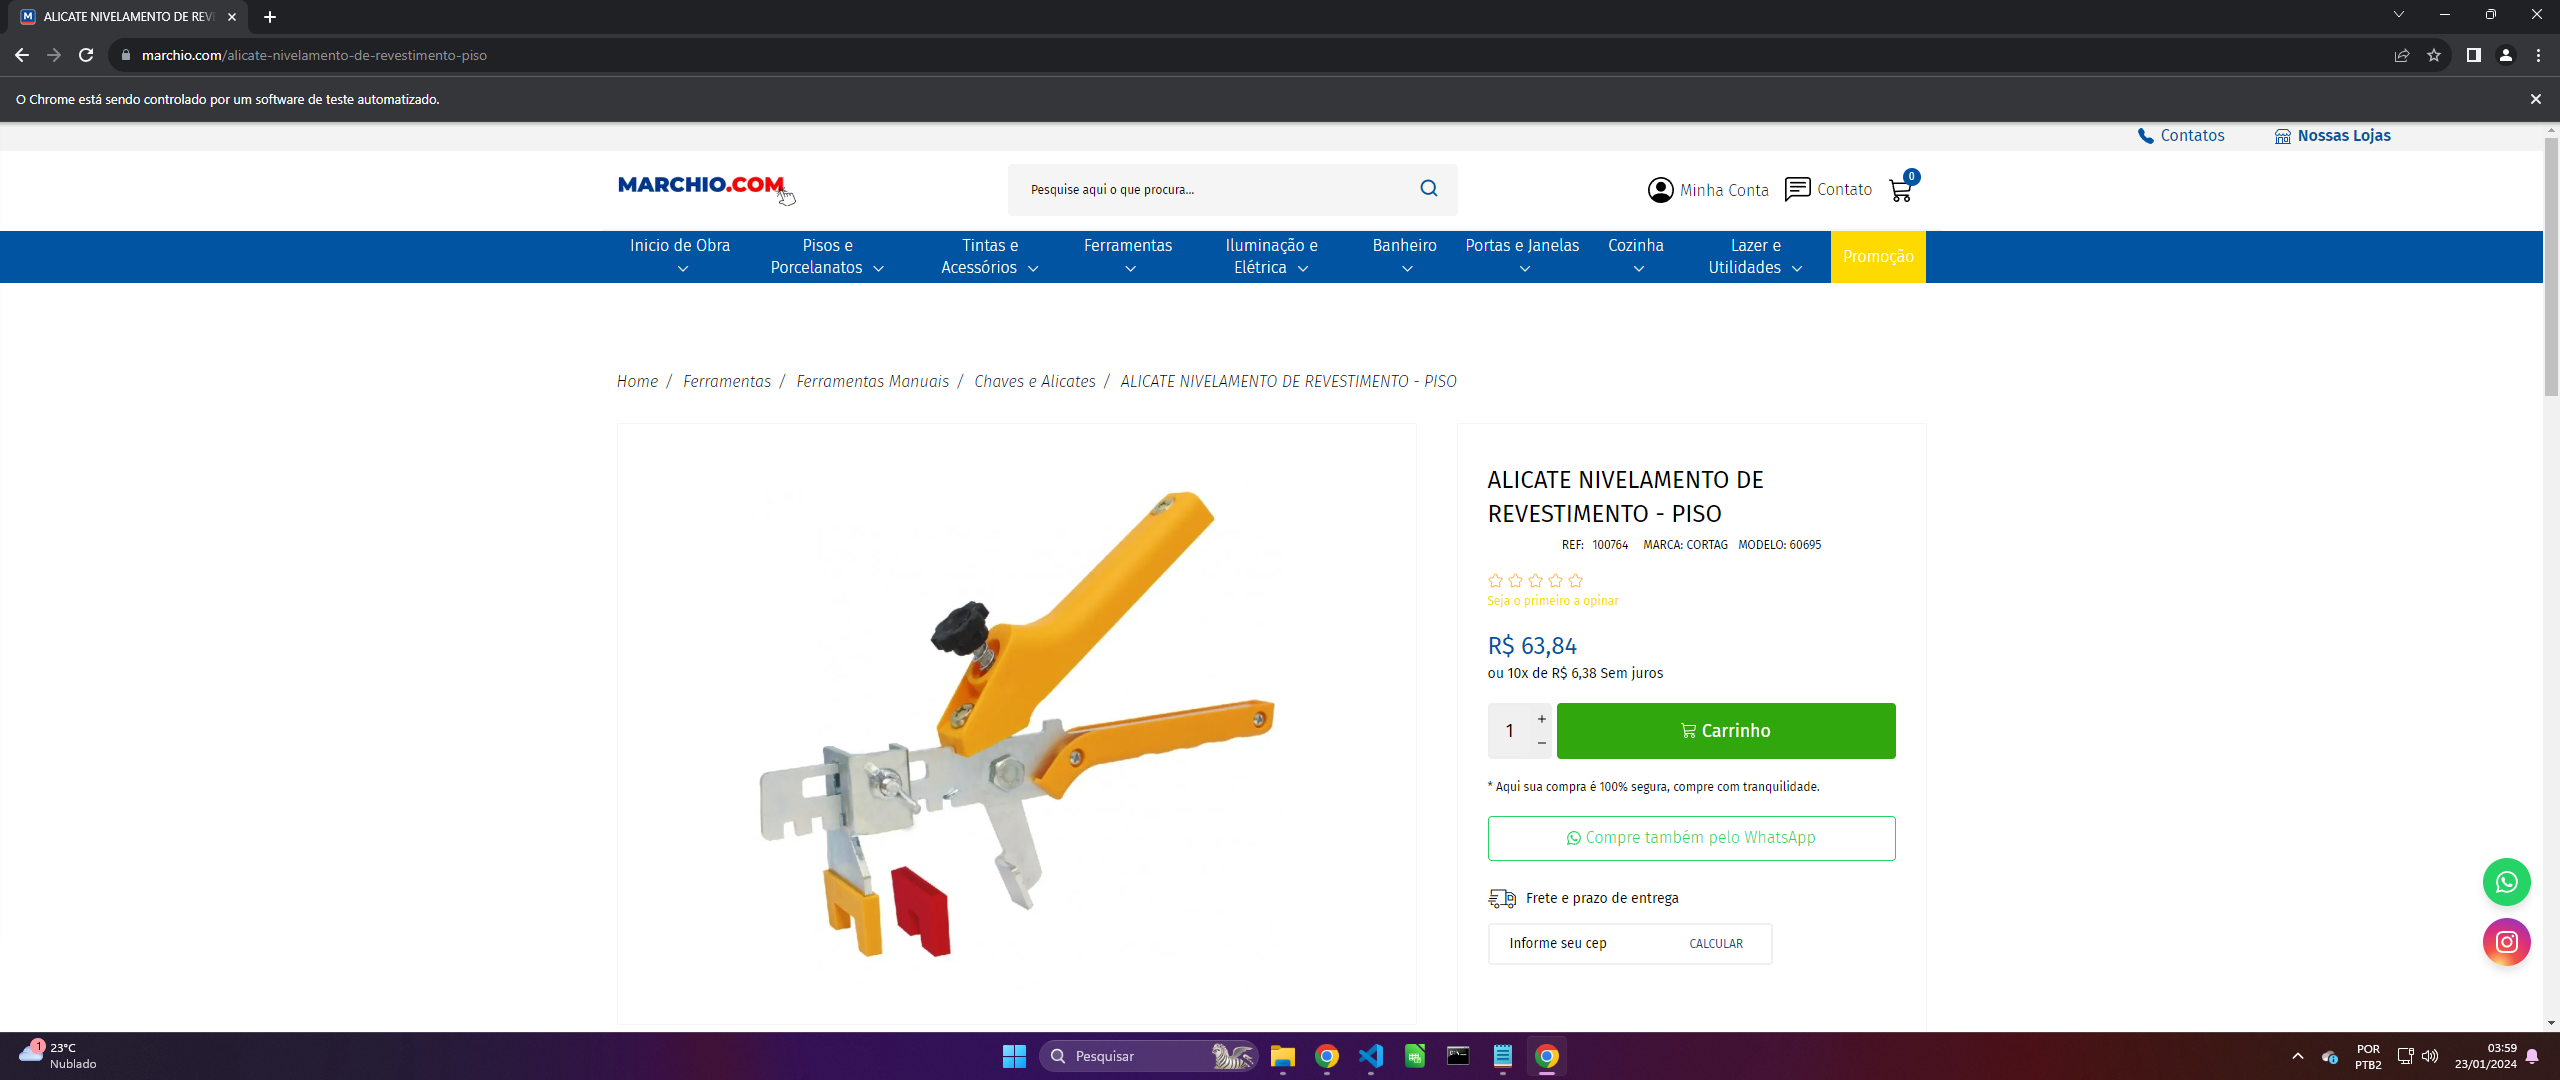 ALICATE NIVELAMENTO DE REV
marchio.com/alicate-nivelamento-de-revestimento-piso
O Chrome está sendo controlado por um software de teste automatizado.
Contatos
Nossas Lojas
MARCHIO.COM
Pesquise aqui o que procura...
Minha Conta
Contato
0
Inicio de Obra
Pisos e
Porcelanatos
Tintas e
Acessórios
Ferramentas
Iluminação e
Elétrica
Banheiro
Portas e Janelas
Cozinha
Lazer e
Utilidades
Promoção
Home / Ferramentas / Ferramentas Manuais / Chaves e Alicates / ALICATE NIVELAMENTO DE REVESTIMENTO - PISO
ALICATE NIVELAMENTO DE
REVESTIMENTO - PISO
REF: 100764 MARCA: CORTAG MODELO: 60695
Seja o primeiro a opinar
R$ 63,84
ou 10x de R$ 6,38 Sem juros
1
+
−
Carrinho
* Aqui sua compra é 100% segura, compre com tranquilidade.
Compre também pelo WhatsApp
Frete e prazo de entrega
Informe seu cep
CALCULAR
1
23°C
Nublado
Pesquisar
POR
PTB2
03:59
23/01/2024